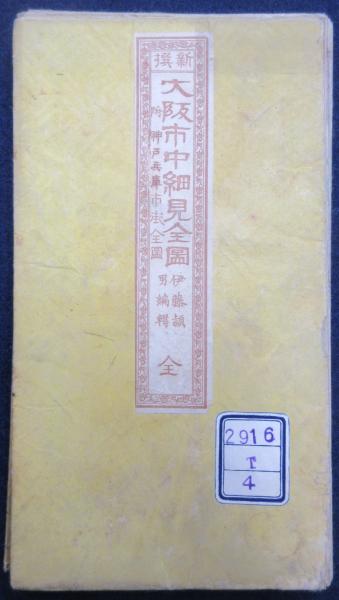 新撰
大阪市中細見全圖
附 神戸兵庫市街全圖
伊藤誠
男編輯
全
2916
T
4